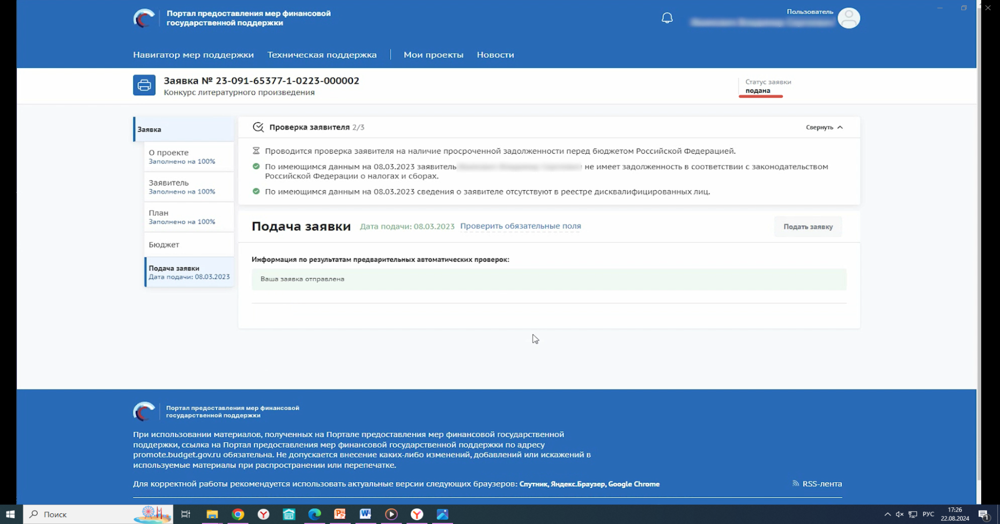 Портал предоставления мер финансовой
государственной поддержки
Пользователь
Навигатор мер поддержки Техническая поддержка Мои проекты Новости
Заявка № 23-091-65377-1-0223-000002
Конкурс литературного произведения
Статус заявки
подана
Заявка
О проекте
Заполнено на 100%
Заявитель
Заполнено на 100%
План
Заполнено на 100%
Бюджет
Подача заявки
Дата подачи: 08.03.2023
Проверка заявителя 2/3
Свернуть
Проводится проверка заявителя на наличие просроченной задолженности перед бюджетом Российской Федерацией.
По имеющимся данным на 08.03.2023 заявитель не имеет задолженность в соответствии с законодательством
Российской Федерации о налогах и сборах.
По имеющимся данным на 08.03.2023 сведения о заявителе отсутствуют в реестре дисквалифицированных лиц.
Подача заявки Дата подачи: 08.03.2023 Проверить обязательные поля
Подать заявку
Информация по результатам предварительных автоматических проверок:
Ваша заявка отправлена
Портал предоставления мер финансовой
государственной поддержки
При использовании материалов, полученных на Портале предоставления мер финансовой государственной
поддержки, ссылка на Портал предоставления мер финансовой государственной поддержки по адресу
promote.budget.gov.ru обязательна. Не допускается внесение каких-либо изменений, добавлений или искажений в
используемые материалы при распространении или перепечатке.
Для корректной работы рекомендуется использовать актуальные версии следующих браузеров: Спутник, Яндекс.Браузер, Google Chrome
RSS-лента
Поиск
РУС
17:26
22.08.2024
1